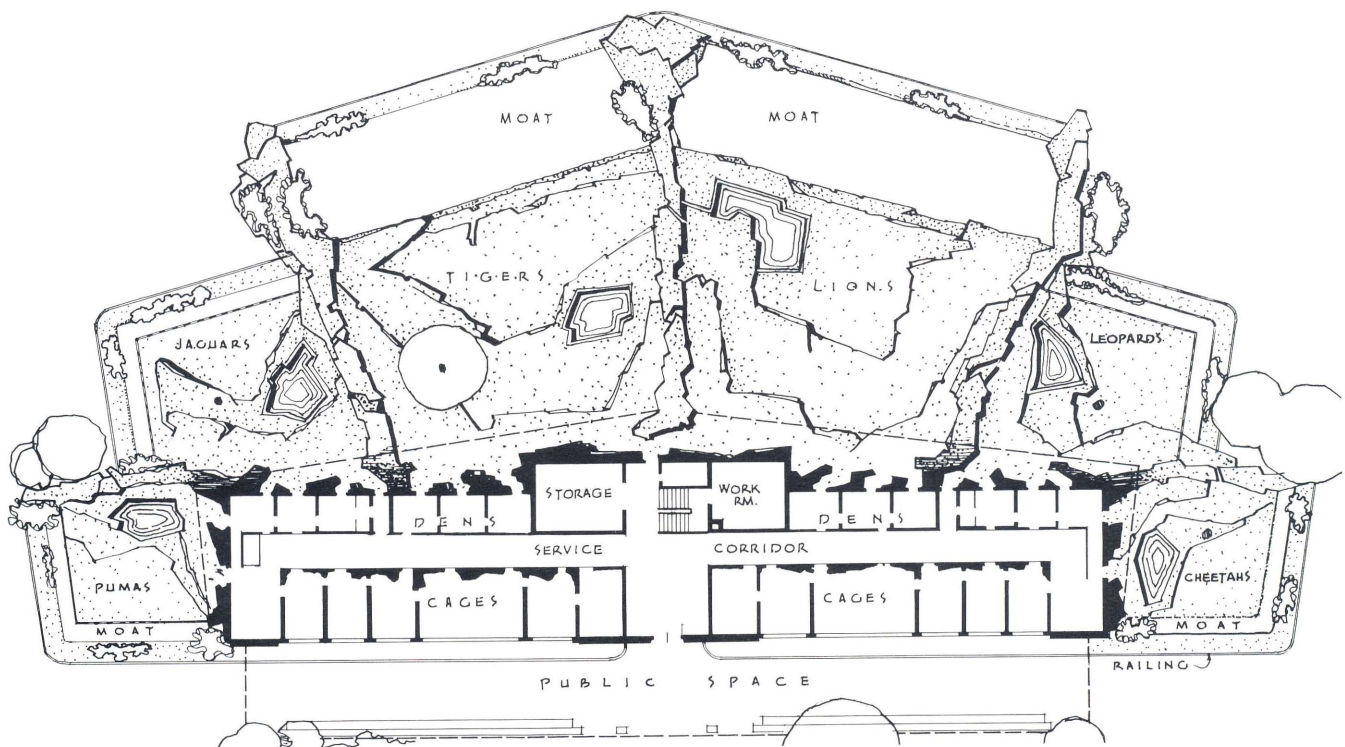 MOAT
MOAT
TIGERS
LIONS
JAGUARS
LEOPARDS
STORAGE
WORK
RM.
DENS
DENS
SERVICE CORRIDOR
PUMAS
CAGES
CAGES
CHEETAHS
MOAT
MOAT
RAILING
PUBLIC SPACE